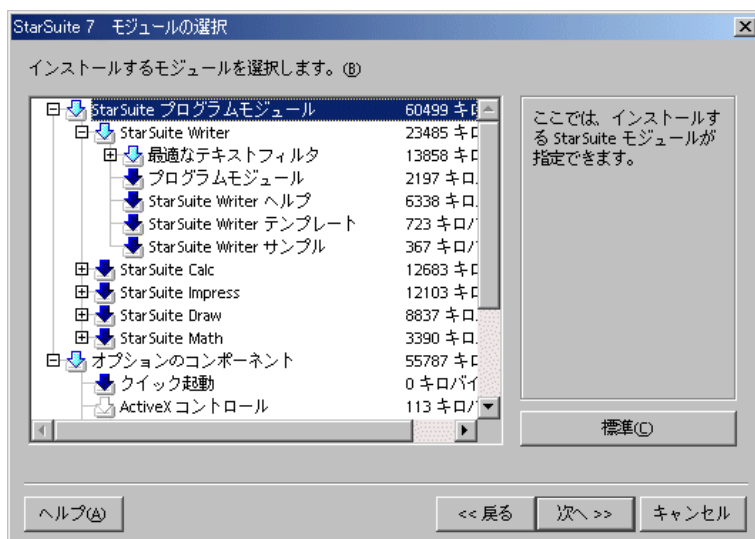 StarSuite 7 モジュールの選択
インストールするモジュールを選択します。(B)
StarSuite プログラムモジュール 60499 キロ
StarSuite Writer 23485 キロ
最適なテキストフィルタ 13858 キロ
プログラムモジュール 2197 キロ
StarSuite Writer ヘルプ 6338 キロ
StarSuite Writer テンプレート 723 キロ
StarSuite Writer サンプル 367 キロ
StarSuite Calc 12683 キロ
StarSuite Impress 12103 キロ
StarSuite Draw 8837 キロ
StarSuite Math 3390 キロ
オプションのコンポーネント 55787 キロ
クイック起動 0 キロバイ
ActiveX コントロール 113 キロ
ここでは、インストールす
る StarSuite モジュールが
指定できます。
標準(C)
ヘルプ(A)
<< 戻る
次へ >>
キャンセル